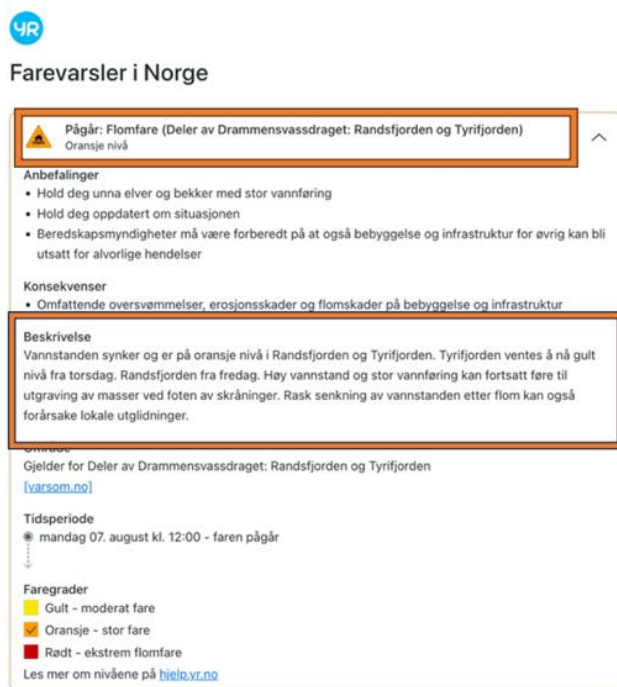 YR
Farevarsler i Norge
Pågår: Flomfare (Deler av Drammensvassdraget: Randsfjorden og Tyrifjorden)
Oransje nivå
Anbefalinger
• Hold deg unna elver og bekker med stor vannføring
• Hold deg oppdatert om situasjonen
• Beredskapsmyndigheter må være forberedt på at også bebyggelse og infrastruktur for øvrig kan bli
utsatt for alvorlige hendelser
Konsekvenser
• Omfattende oversvømmelser, erosjonsskader og flomskader på bebyggelse og infrastruktur
Beskrivelse
Vannstanden synker og er på oransje nivå i Randsfjorden og Tyrifjorden. Tyrifjorden ventes å nå gult
nivå fra torsdag. Randsfjorden fra fredag. Høy vannstand og stor vannføring kan fortsatt føre til
utgraving av masser ved foten av skråninger. Rask senkning av vannstanden etter flom kan også
forårsake lokale utglidninger.
Område
Gjelder for Deler av Drammensvassdraget: Randsfjorden og Tyrifjorden
[varsom.no]
Tidsperiode
mandag 07. august kl. 12:00 - faren pågår
Faregrader
Gult - moderat fare
Oransje - stor fare
Rødt - ekstrem flomfare
Les mer om nivåene på hjelp.yr.no